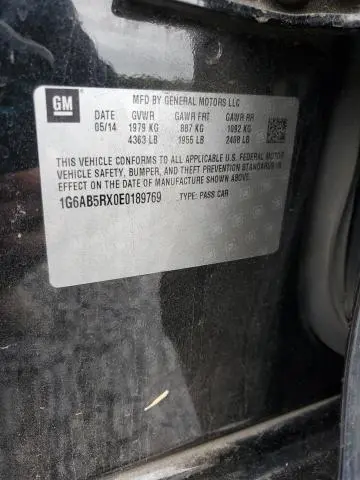 GM
MFD BY GENERAL MOTORS LLC
DATE GVWR GAWR FRT GAWR RR
05/14 1979 KG 887 KG 1092 KG
4363 LB 1955 LB 2408 LB
THIS VEHICLE CONFORMS TO ALL APPLICABLE U.S. FEDERAL MOTOR
VEHICLE SAFETY, BUMPER, AND THEFT PREVENTION STANDARDS IN
EFFECT ON THE DATE OF MANUFACTURE SHOWN ABOVE.
1G6AB5RX0E0189769 TYPE: PASS CAR